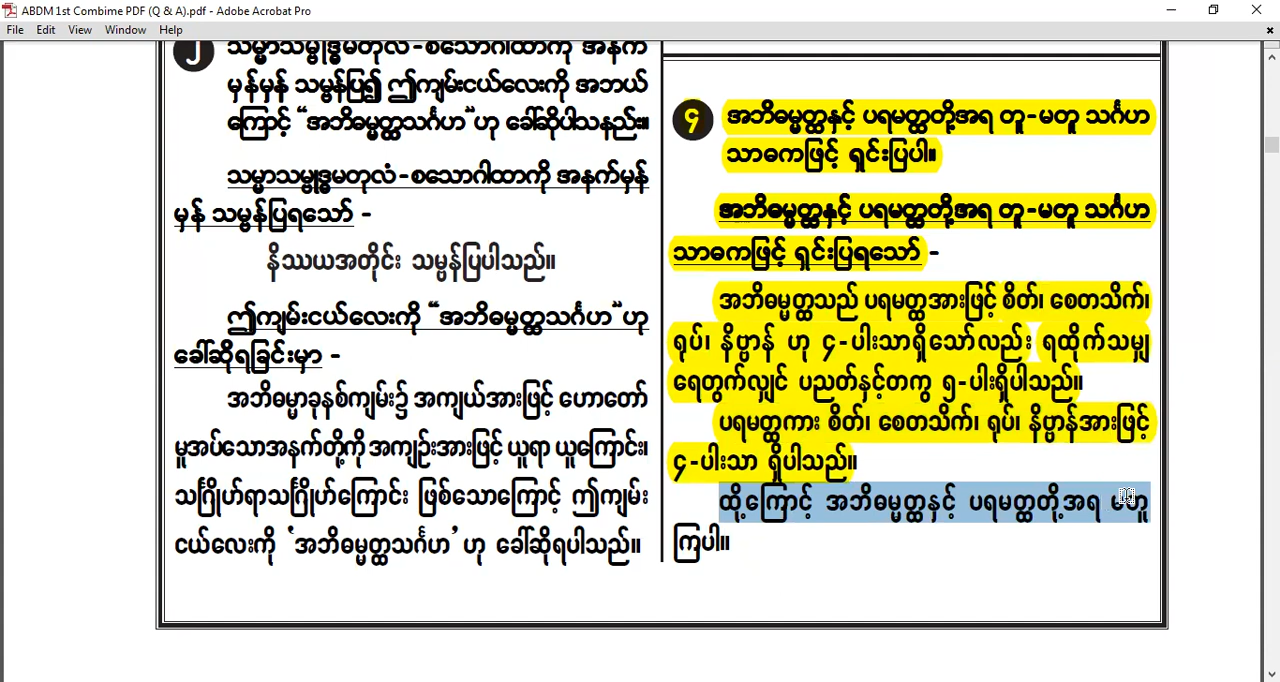 ABDM 1st Combime PDF (Q & A).pdf - Adobe Acrobat Pro
File Edit View Window Help
၂ သမ္မာသမ္ဗုဒ္ဓမတုလံ-စသောဂါထာကို အနက်
မှန်မှန် သမ္ဗန်ပြ၍ ဤကျမ်းငယ်လေးကို အဘယ်
ကြောင့် “အဘိဓမ္မတ္ထသင်္ဂဟ”ဟု ခေါ်ဆိုပါသနည်း။
သမ္မာသမ္ဗုဒ္ဓမတုလံ-စသောဂါထာကို အနက်မှန်
မှန် သမ္ဗန်ပြရသော် -
နိဿယအတိုင်း သမ္ဗန်ပြပါသည်။
ဤကျမ်းငယ်လေးကို “အဘိဓမ္မတ္ထသင်္ဂဟ”ဟု
ခေါ်ဆိုရခြင်းမှာ -
အဘိဓမ္မာခုနစ်ကျမ်း၌ အကျယ်အားဖြင့် ဟောတော်
မူအပ်သောအနက်တို့ကို အကျဉ်းအားဖြင့် ယူရာ ယူကြောင်း၊
သင်္ဂြိုဟ်ရာသင်္ဂြိုဟ်ကြောင်း ဖြစ်သောကြောင့် ဤကျမ်း
ငယ်လေးကို ‘အဘိဓမ္မတ္ထသင်္ဂဟ’ ဟု ခေါ်ဆိုရပါသည်။
၄ အဘိဓမ္မတ္ထနှင့် ပရမတ္ထတို့အရ တူ-မတူ သင်္ဂဟ
သာဓကဖြင့် ရှင်းပြပါ။
အဘိဓမ္မတ္ထနှင့် ပရမတ္ထတို့အရ တူ-မတူ သင်္ဂဟ
သာဓကဖြင့် ရှင်းပြရသော် -
အဘိဓမ္မတ္ထသည် ပရမတ္ထအားဖြင့် စိတ်၊ စေတသိက်၊
ရုပ်၊ နိဗ္ဗာန် ဟု ၄-ပါးသာရှိသော်လည်း ရထိုက်သမျှ
ရေတွက်လျှင် ပညတ်နှင့်တကွ ၅-ပါးရှိပါသည်။
ပရမတ္ထကား စိတ်၊ စေတသိက်၊ ရုပ်၊ နိဗ္ဗာန်အားဖြင့်
၄-ပါးသာ ရှိပါသည်။
ထို့ကြောင့် အဘိဓမ္မတ္ထနှင့် ပရမတ္ထတို့အရ မတူ
ကြပါ။